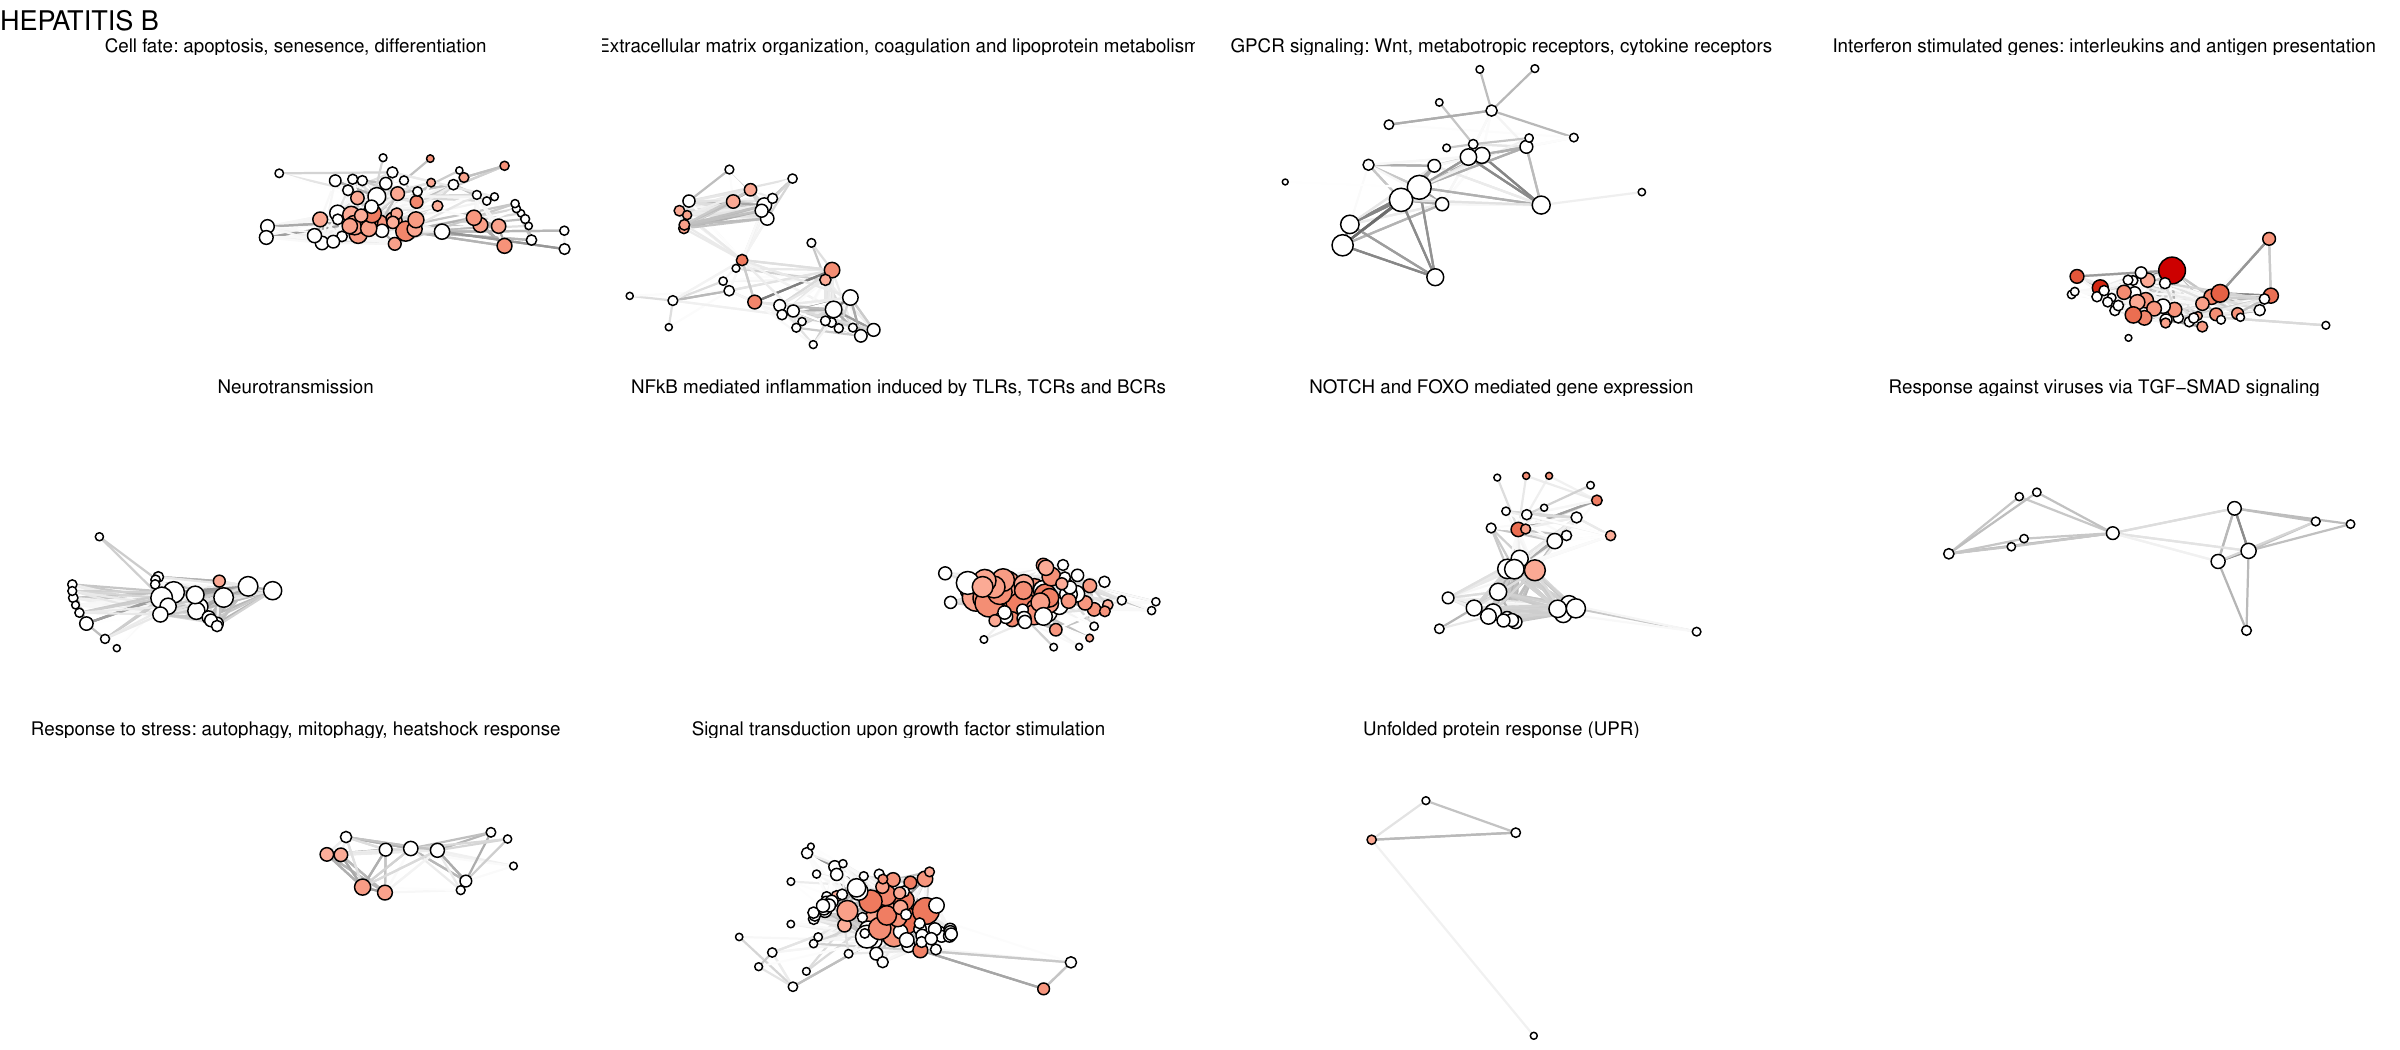 HEPATITIS B
Cell fate: apoptosis, senesence, differentiation
Extracellular matrix organization, coagulation and lipoprotein metabolism
GPCR signaling: Wnt, metabotropic receptors, cytokine receptors
Interferon stimulated genes: interleukins and antigen presentation
Neurotransmission
NFkB mediated inflammation induced by TLRs, TCRs and BCRs
NOTCH and FOXO mediated gene expression
Response against viruses via TGF−SMAD signaling
Response to stress: autophagy, mitophagy, heatshock response
Signal transduction upon growth factor stimulation
Unfolded protein response (UPR)